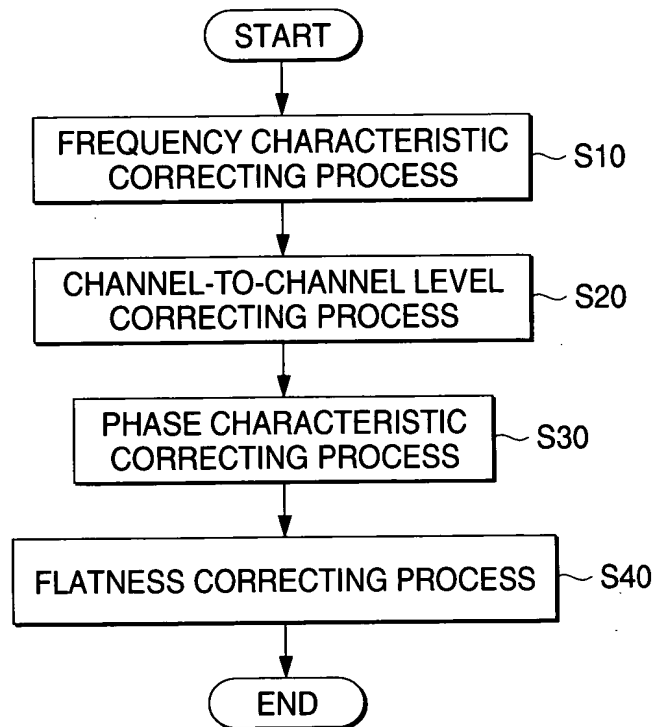 START
FREQUENCY CHARACTERISTIC
CORRECTING PROCESS
S10
CHANNEL-TO-CHANNEL LEVEL
CORRECTING PROCESS
S20
PHASE CHARACTERISTIC
CORRECTING PROCESS
S30
FLATNESS CORRECTING PROCESS
S40
END